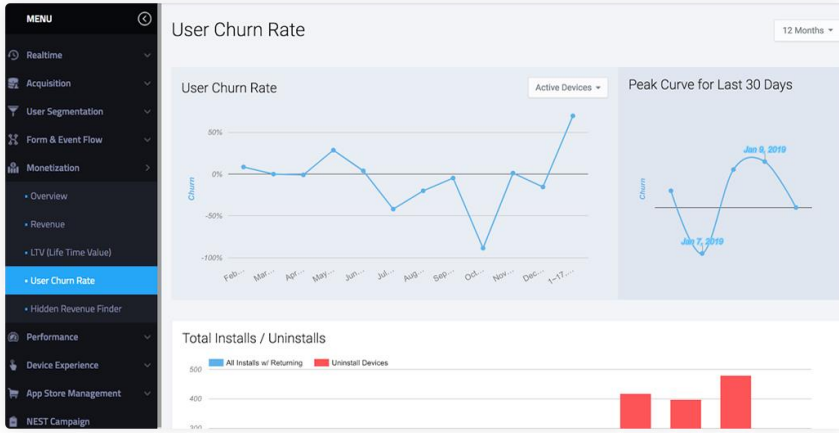 MENU
Realtime
Acquisition
User Segmentation
Form & Event Flow
Monetization
• Overview
• Revenue
• LTV (Life Time Value)
• User Churn Rate
• Hidden Revenue Finder
Performance
Device Experience
App Store Management
NEST Campaign
User Churn Rate
12 Months
User Churn Rate
Active Devices
50%
0%
-50%
-100%
Churn
Feb...
Mar...
Apr...
May...
Jun...
Jul...
Aug...
Sep...
Oct...
Nov...
Dec...
1~17...
Peak Curve for Last 30 Days
Churn
Jan 9, 2019
Jan 7, 2019
Total Installs / Uninstalls
All Installs w/ Returning
Uninstall Devices
500
400
300